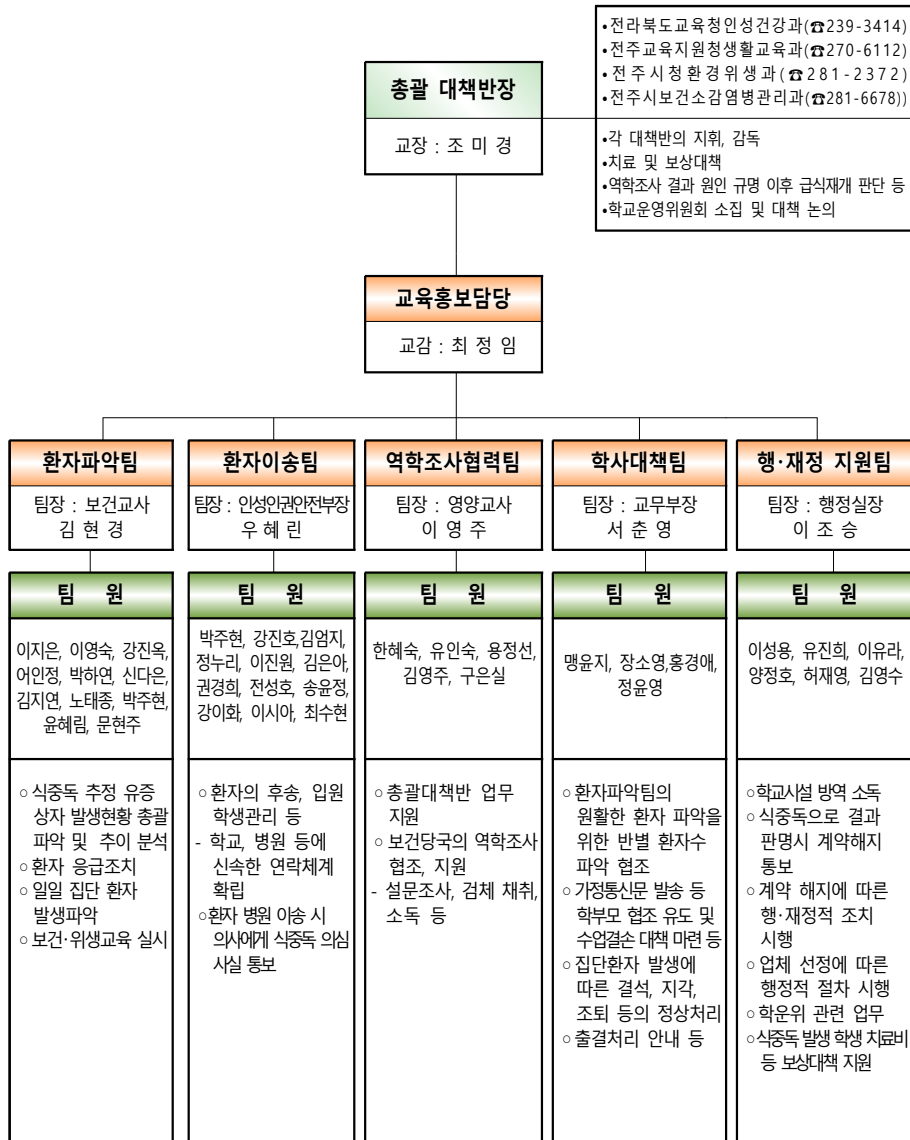 •전라북도교육청인성건강과(☎239-3414)
•전주교육지원청생활교육과(☎270-6112)
•전주시청환경위생과(☎281-2372)
•전주시보건소감염병관리과(☎281-6678))
•각 대책반의 지휘, 감독
•치료 및 보상대책
•역학조사 결과 원인 규명 이후 급식재개 판단 등
•학교운영위원회 소집 및 대책 논의
총괄 대책반장
교장 : 조 미 경
교육홍보담당
교감 : 최 정 임
환자파악팀
팀장 : 보건교사
김 현 경
팀 원
이지은, 이영숙, 강진옥,
어인정, 박하연, 신다은,
김지연, 노태종, 박주현,
윤혜림, 문현주
○ 식중독 추정 유증
상자 발생현황 총괄
파악 및 추이 분석
○ 환자 응급조치
○ 일일 집단 환자
발생파악
○ 보건·위생교육 실시
환자이송팀
팀장 : 인성인권안전부장
우 혜 린
팀 원
박주현, 강진호,김엄지,
정누리, 이진원, 김은아,
권경희, 전성호, 송윤정,
강이화, 이시아, 최수현
○ 환자의 후송, 입원
학생관리 등
- 학교, 병원 등에
신속한 연락체계
확립
○환자 병원 이송 시
의사에게 식중독 의심
사실 통보
역학조사협력팀
팀장 : 영양교사
이 영 주
팀 원
한혜숙, 유인숙, 용정선,
김영주, 구은실
○ 총괄대책반 업무
지원
○ 보건당국의 역학조사
협조, 지원
- 설문조사, 검체 채취,
소독 등
학사대책팀
팀장 : 교무부장
서 춘 영
팀 원
맹윤지, 장소영,홍경애,
정윤영
○ 환자파악팀의
원활한 환자 파악을
위한 반별 환자수
파악 협조
○ 가정통신문 발송 등
학부모 협조 유도 및
수업결손 대책 마련 등
○ 집단환자 발생에
따른 결석, 지각,
조퇴 등의 정상처리
○ 출결처리 안내 등
행·재정 지원팀
팀장 : 행정실장
이 조 승
팀 원
이성용, 유진희, 이유라,
양정호, 허재영, 김영수
○학교시설 방역 소독
○ 식중독으로 결과
판명시 계약해지
통보
○ 계약 해지에 따른
행·재정적 조치
시행
○ 업체 선정에 따른
행정적 절차 시행
○ 학운위 관련 업무
○식중독 발생 학생 치료비
등 보상대책 지원